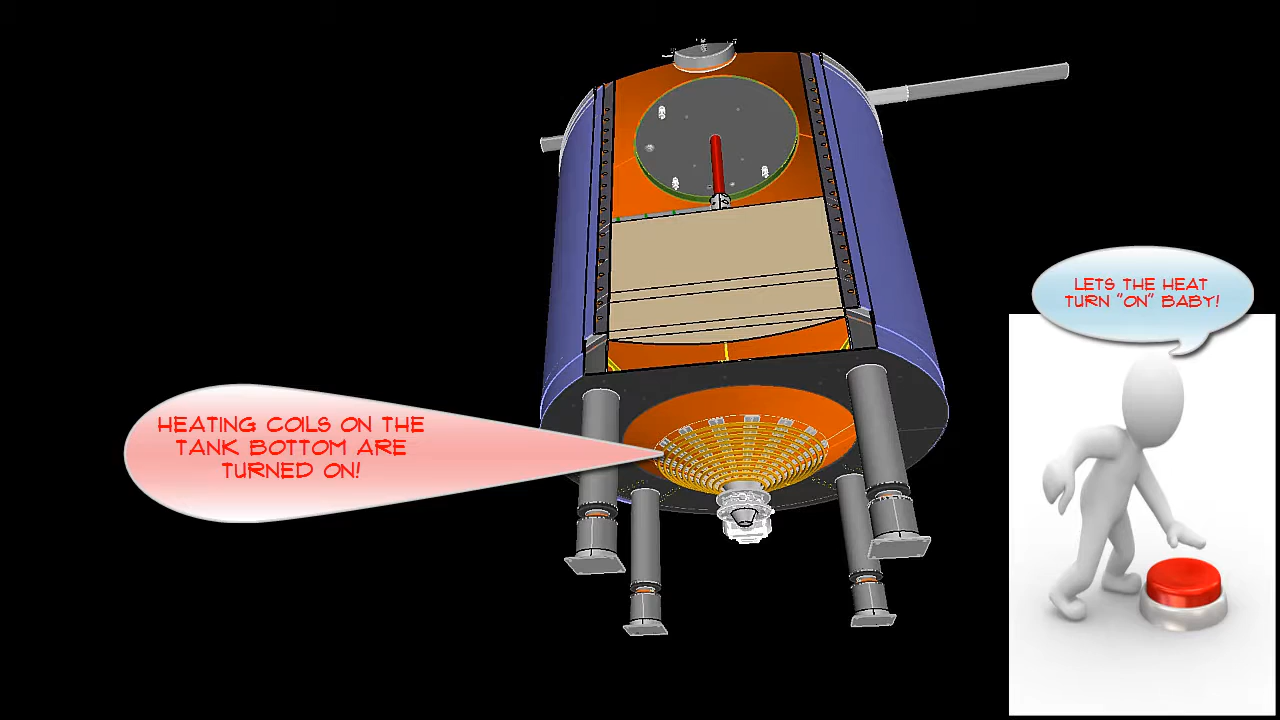 LETS THE HEAT
TURN "ON" BABY!
HEATING COILS ON THE
TANK BOTTOM ARE
TURNED ON!